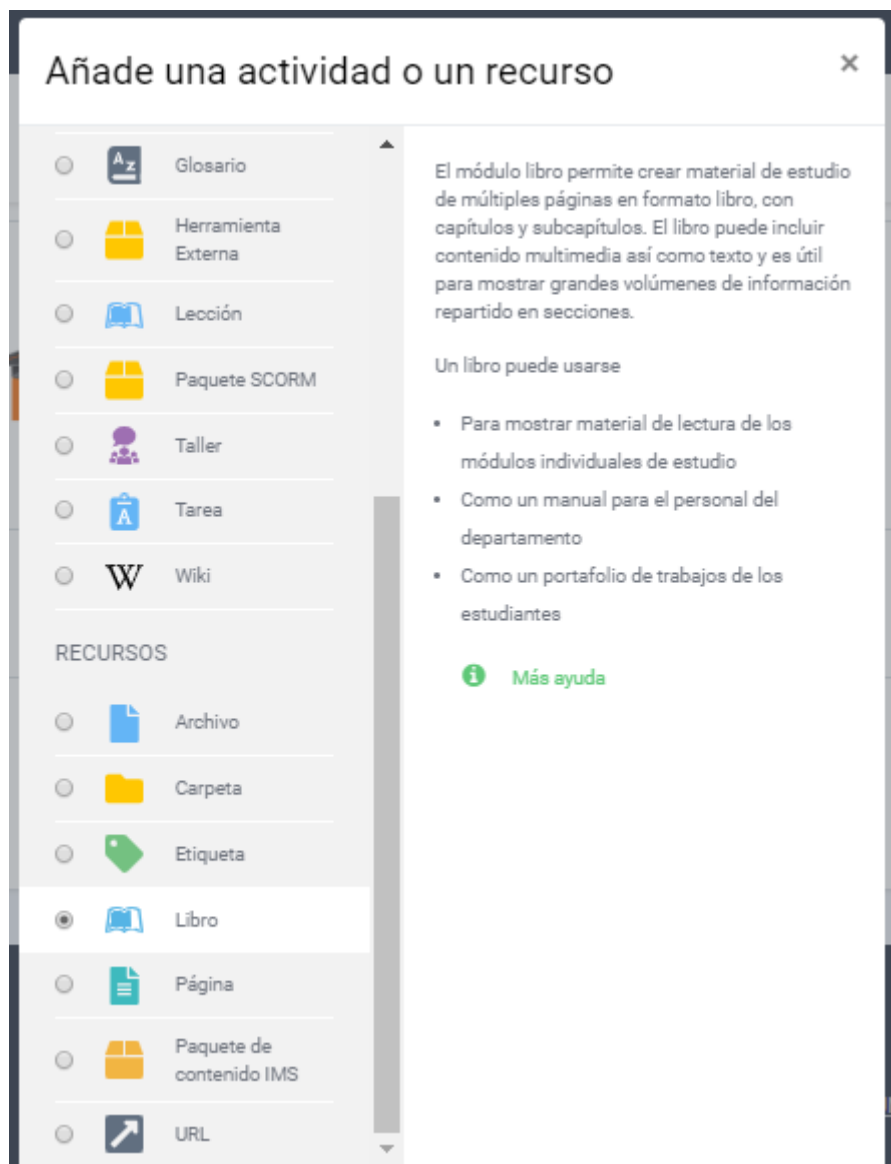 Añade una actividad o un recurso
×
Glosario
Herramienta
Externa
Lección
Paquete SCORM
Taller
Tarea
Wiki
RECURSOS
Archivo
Carpeta
Etiqueta
Libro
Página
Paquete de
contenido IMS
URL
El módulo libro permite crear material de estudio
de múltiples páginas en formato libro, con
capítulos y subcapítulos. El libro puede incluir
contenido multimedia así como texto y es útil
para mostrar grandes volúmenes de información
repartido en secciones.
Un libro puede usarse
• Para mostrar material de lectura de los
módulos individuales de estudio
• Como un manual para el personal del
departamento
• Como un portafolio de trabajos de los
estudiantes
Más ayuda